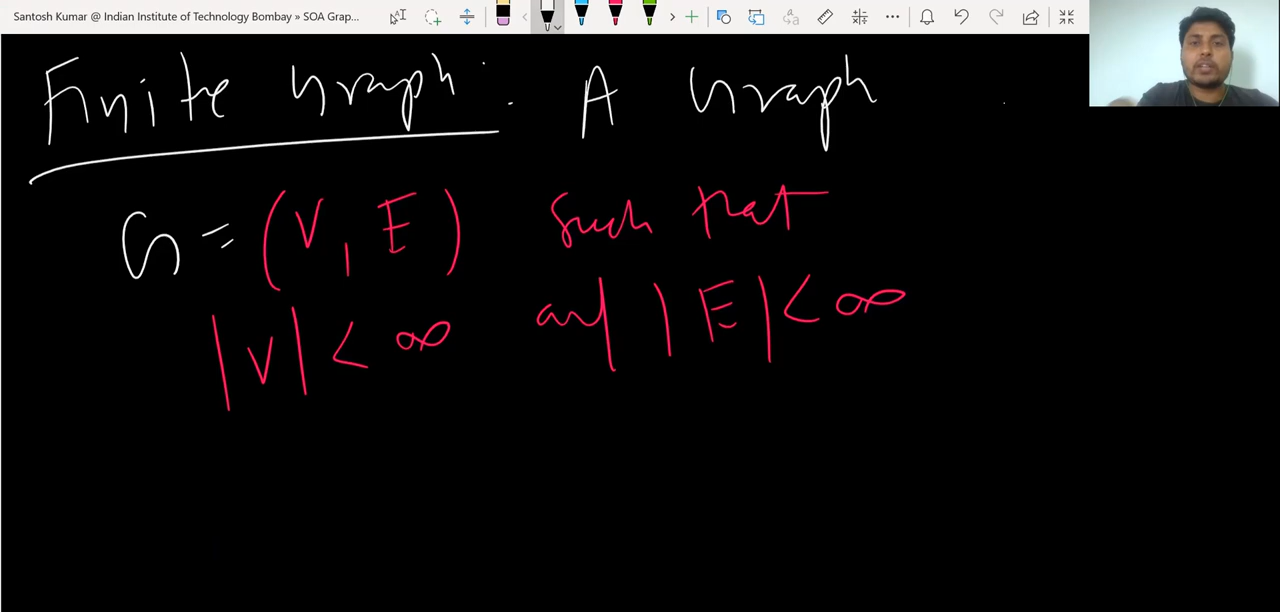 Santosh Kumar @ Indian Institute of Technology Bombay » SOA Grap...
Finite Graph : A Graph
G = (V, E) such that
|V| < ∞ and |E| < ∞